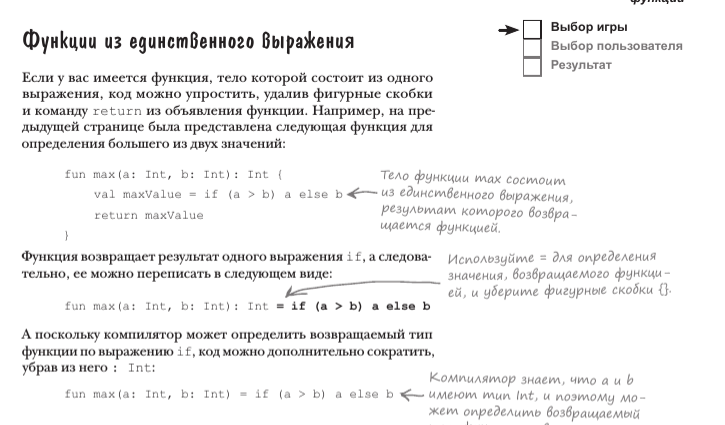 функции
Функции из единственного выражения
Выбор игры
Выбор пользователя
Результат
Если у вас имеется функция, тело которой состоит из одного
выражения, код можно упростить, удалив фигурные скобки
и команду return из объявления функции. Например, на пре-
дыдущей странице была представлена следующая функция для
определения большего из двух значений:
fun max(a: Int, b: Int): Int {
val maxValue = if (a > b) a else b
return maxValue
}
Тело функции max состоит
из единственного выражения,
результат которого возвра-
щается функцией.
Функция возвращает результат одного выражения if, а следова-
тельно, ее можно переписать в следующем виде:
Используйте = для определения
значения, возвращаемого функци-
ей, и уберите фигурные скобки {}.
fun max(a: Int, b: Int): Int = if (a > b) a else b
А поскольку компилятор может определить возвращаемый тип
функции по выражению if, код можно дополнительно сократить,
убрав из него : Int:
fun max(a: Int, b: Int) = if (a > b) a else b
Компилятор знает, что a и b
имеют тип Int, и поэтому мо-
жет определить возвращаемый